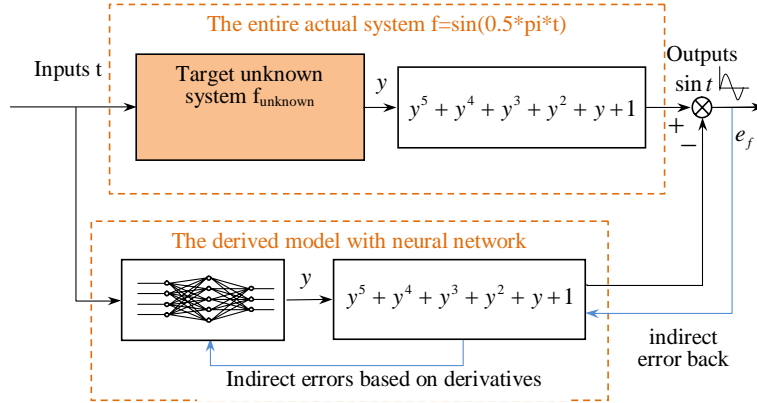 The entire actual system f=sin(0.5*pi*t)
Inputs t
Target unknown
system f_unknown
y
y^5 + y^4 + y^3 + y^2 + y + 1
Outputs
sin t
+
−
e_f
The derived model with neural network
y
y^5 + y^4 + y^3 + y^2 + y + 1
indirect
error back
Indirect errors based on derivatives